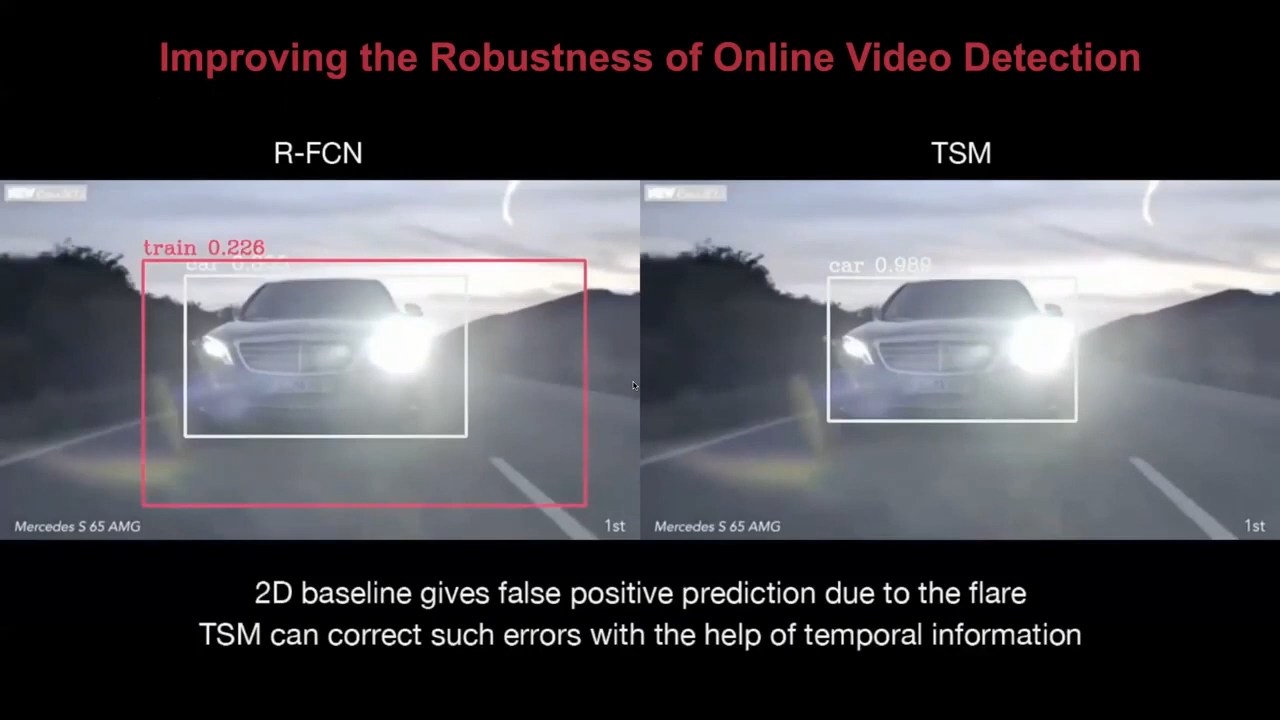 Improving the Robustness of Online Video Detection
R-FCN
TSM
train 0.226
car
car 0.989
Mercedes S 65 AMG
1st
Mercedes S 65 AMG
1st
2D baseline gives false positive prediction due to the flare
TSM can correct such errors with the help of temporal information